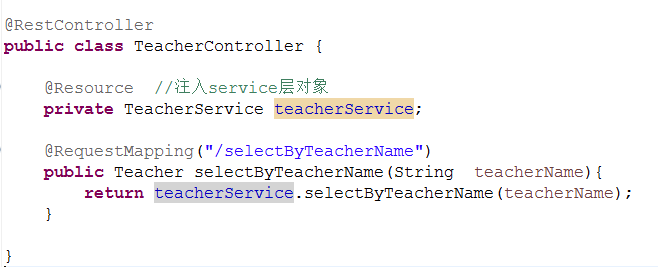 @RestController
public class TeacherController {
@Resource  //注入service层对象
private TeacherService teacherService;
@RequestMapping("/selectByTeacherName")
public Teacher selectByTeacherName(String  teacherName){
return teacherService.selectByTeacherName(teacherName);
}
}